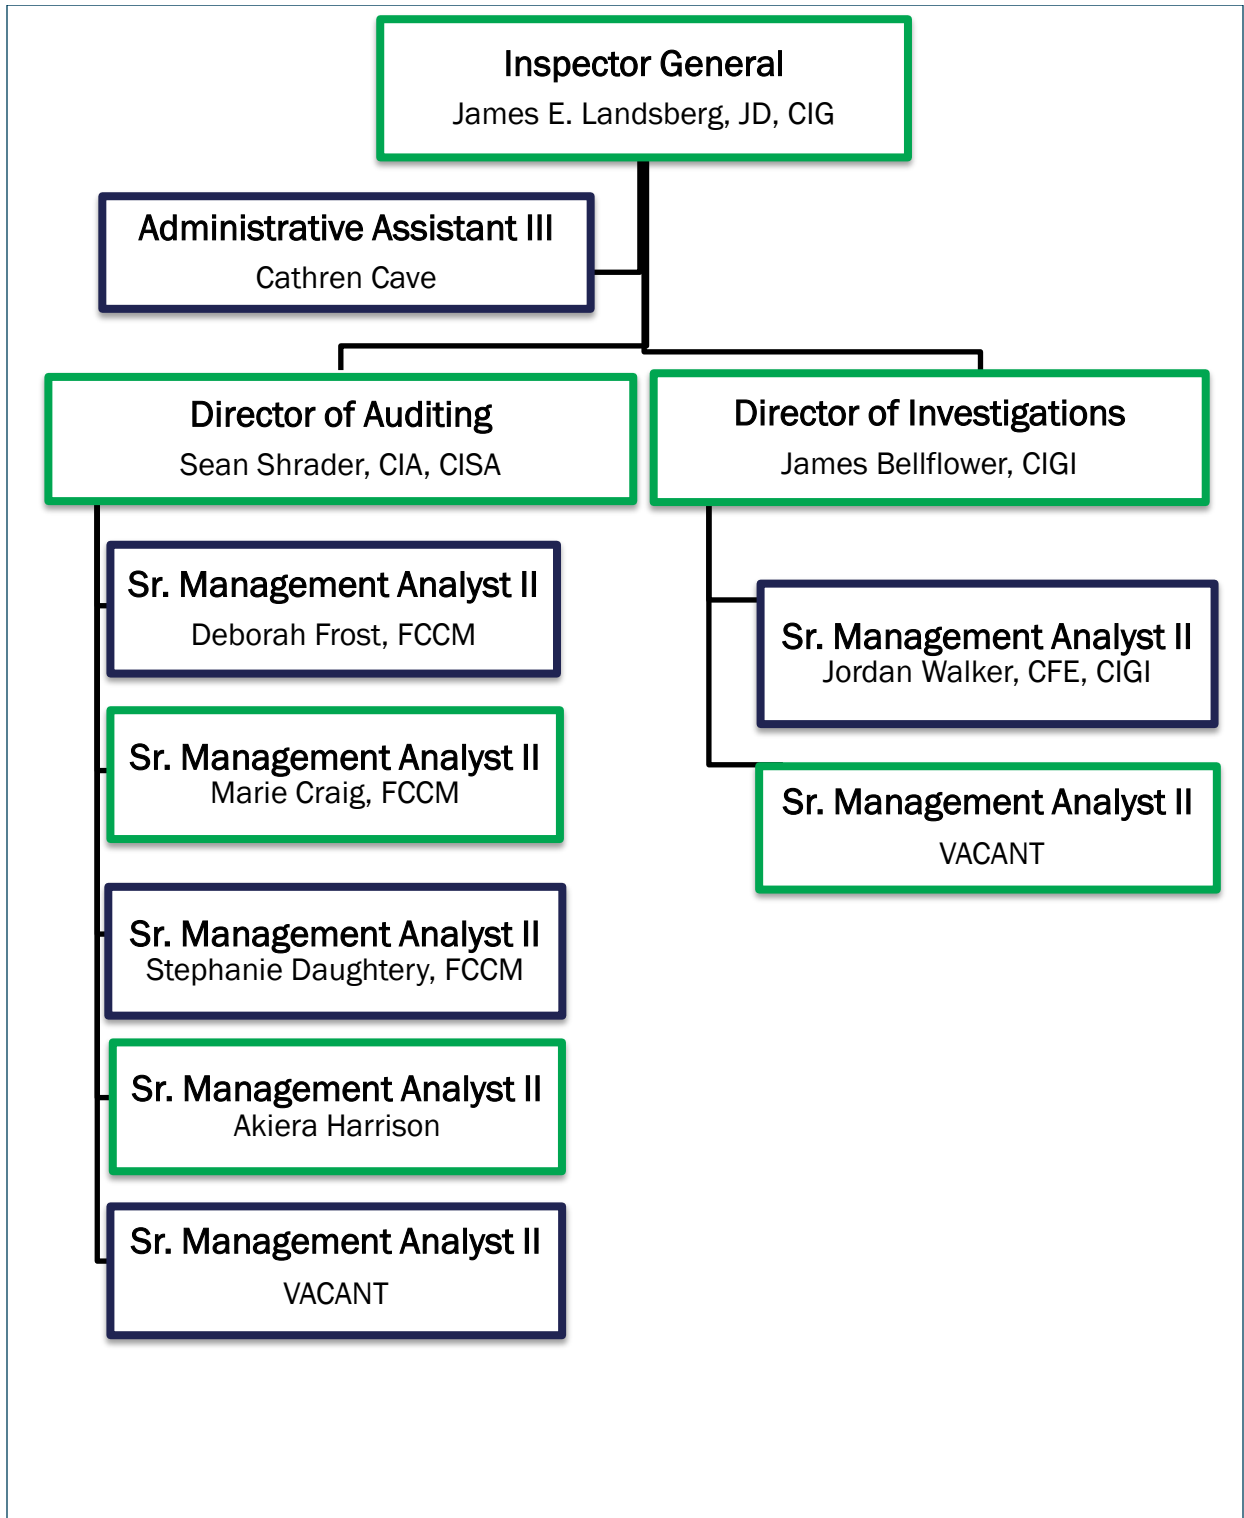 Inspector General
James E. Landsberg, JD, CIG
Administrative Assistant III
Cathren Cave
Director of Auditing
Sean Shrader, CIA, CISA
Sr. Management Analyst II
Deborah Frost, FCCM
Sr. Management Analyst II
Marie Craig, FCCM
Sr. Management Analyst II
Stephanie Daughtery, FCCM
Sr. Management Analyst II
Akiera Harrison
Sr. Management Analyst II
VACANT
Director of Investigations
James Bellflower, CIGI
Sr. Management Analyst II
Jordan Walker, CFE, CIGI
Sr. Management Analyst II
VACANT